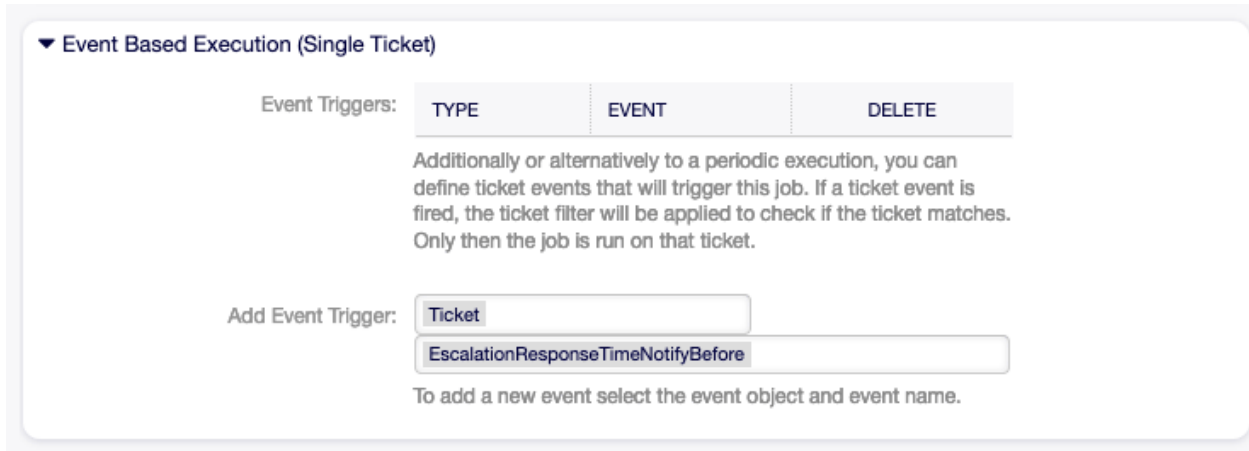 Event Based Execution (Single Ticket)
Event Triggers:
TYPE EVENT DELETE
Additionally or alternatively to a periodic execution, you can
define ticket events that will trigger this job. If a ticket event is
fired, the ticket filter will be applied to check if the ticket matches.
Only then the job is run on that ticket.
Add Event Trigger:
Ticket
EscalationResponseTimeNotifyBefore
To add a new event select the event object and event name.